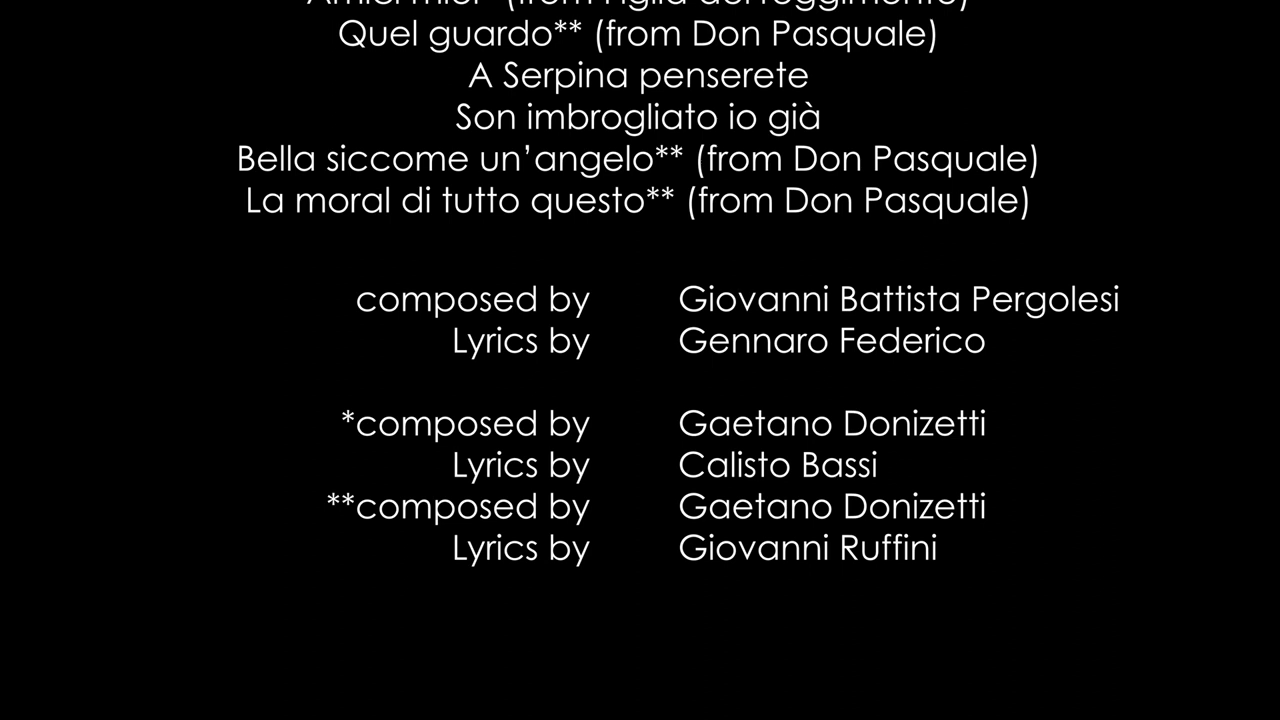 Quel guardo** (from Don Pasquale)
A Serpina penserete
Son imbrogliato io già
Bella siccome un’angelo** (from Don Pasquale)
La moral di tutto questo** (from Don Pasquale)
composed by Giovanni Battista Pergolesi
Lyrics by Gennaro Federico
*composed by Gaetano Donizetti
Lyrics by Calisto Bassi
**composed by Gaetano Donizetti
Lyrics by Giovanni Ruffini